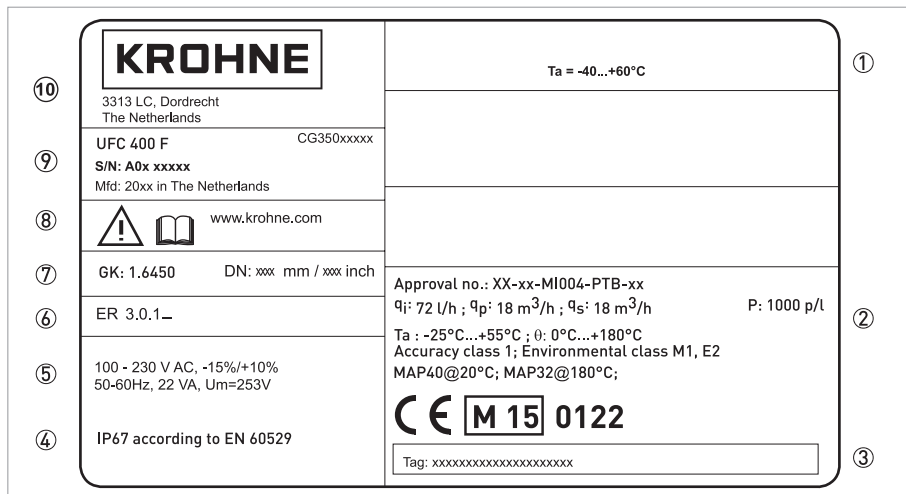 KROHNE
3313 LC, Dordrecht
The Netherlands
⑩
UFC 400 F CG350xxxxx
S/N: A0x xxxxx
Mfd: 20xx in The Netherlands
⑨
www.krohne.com
⑧
GK: 1.6450 DN: xxx mm / xxx inch
⑦
ER 3.0.1_
⑥
100 - 230 V AC, -15%/+10%
50-60Hz, 22 VA, Um=253V
⑤
IP67 according to EN 60529
④
Ta = -40...+60°C
①
Approval no.: XX-xx-MI004-PTB-xx
qi: 72 l/h ; qp: 18 m³/h ; qs: 18 m³/h P: 1000 p/l
Ta : -25°C...+55°C ; θ: 0°C...+180°C
Accuracy class 1; Environmental class M1, E2
MAP40@20°C; MAP32@180°C;
②
CE M 15 0122
Tag: xxxxxxxxxxxxxxxxxxxxx
③